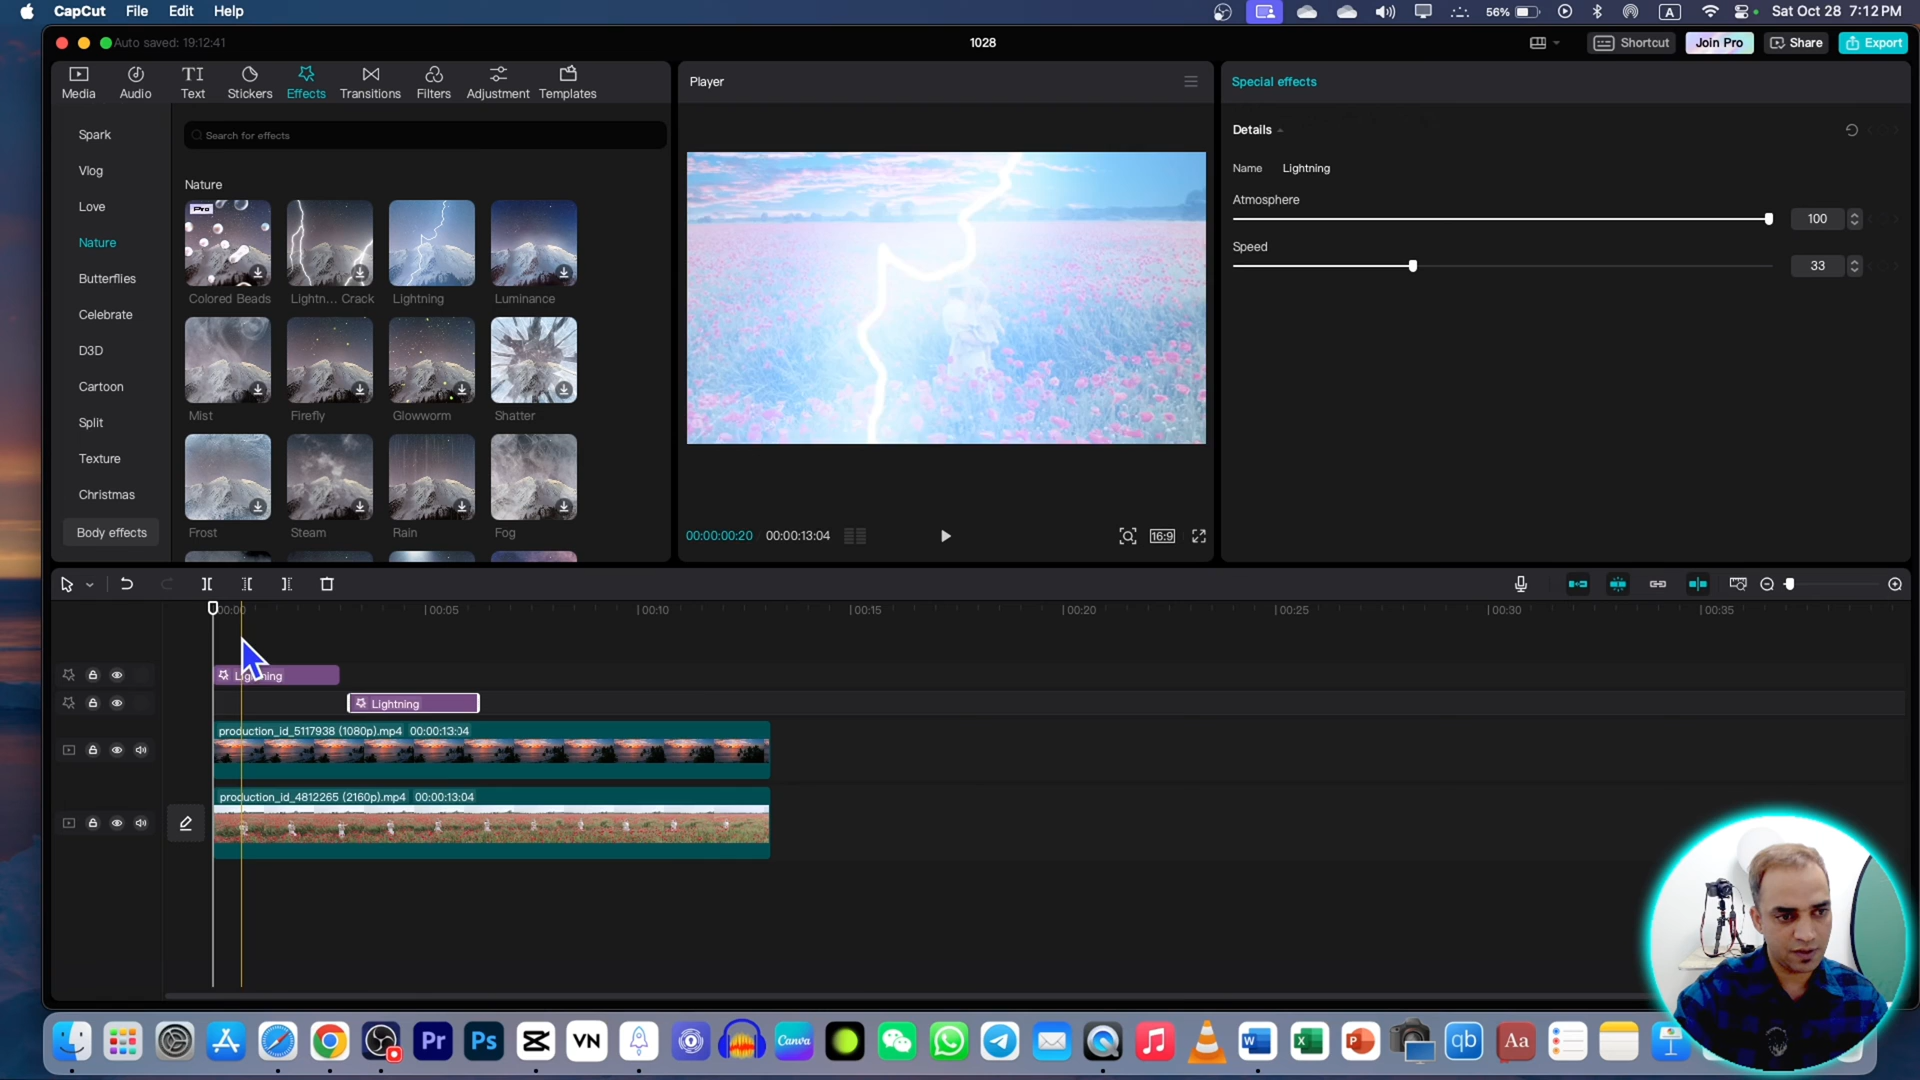 CapCut File Edit Help
56% A Sat Oct 28 7:12 PM
Auto saved: 19:12:41
1028
Shortcut Join Pro Share Export
Media Audio Text Stickers Effects Transitions Filters Adjustment Templates
TI
Player
Special effects
Spark
Vlog
Love
Nature
Butterflies
Celebrate
D3D
Cartoon
Split
Texture
Christmas
Body effects
Search for effects
Nature
Pro
Colored Beads Lightn... Crack Lightning Luminance
Mist Firefly Glowworm Shatter
Frost Steam Rain Fog
00:00:00:20 00:00:13:04
16:9
Details
Name Lightning
Atmosphere
100
Speed
33
00:00 00:05 00:10 00:15 00:20 00:25 00:30 00:35
Lightning
production_id_5117938 (1080p).mp4 00:00:13:04
production_id_4812265 (2160p).mp4 00:00:13:04
Pr Ps VN Canva W X P qb Aa